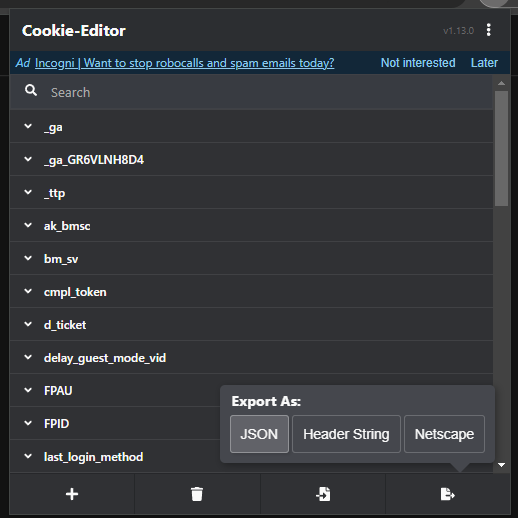 Cookie-Editor
v1.13.0
Ad Incogni | Want to stop robocalls and spam emails today? Not interested Later
Search
_ga
_ga_GR6VLNH8D4
_ttp
ak_bmsc
bm_sv
cmpl_token
d_ticket
delay_guest_mode_vid
FPAU
FPID
last_login_method
Export As:
JSON Header String Netscape